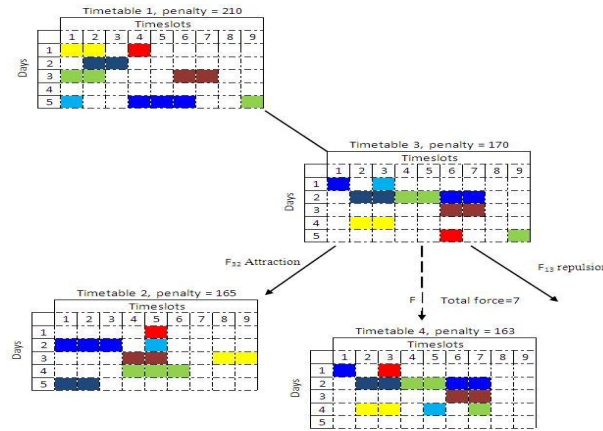 Timetable 1, penalty = 210
Timeslots
1 2 3 4 5 6 7 8 9
Days
1
2
3
4
5
Timetable 3, penalty = 170
Timeslots
1 2 3 4 5 6 7 8 9
Days
1
2
3
4
5
F32 Attraction
F13 repulsion
F Total force=7
Timetable 2, penalty = 165
Timeslots
1 2 3 4 5 6 7 8 9
Days
1
2
3
4
5
Timetable 4, penalty = 163
Timeslots
1 2 3 4 5 6 7 8 9
Days
1
2
3
4
5